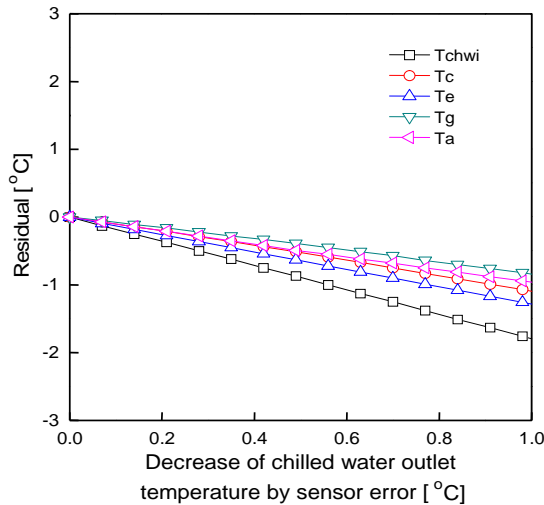 3
2
1
0
-1
-2
-3
Residual [ °C]
Tchwi
Tc
Te
Tg
Ta
0.0 0.2 0.4 0.6 0.8 1.0
Decrease of chilled water outlet
temperature by sensor error [ °C]